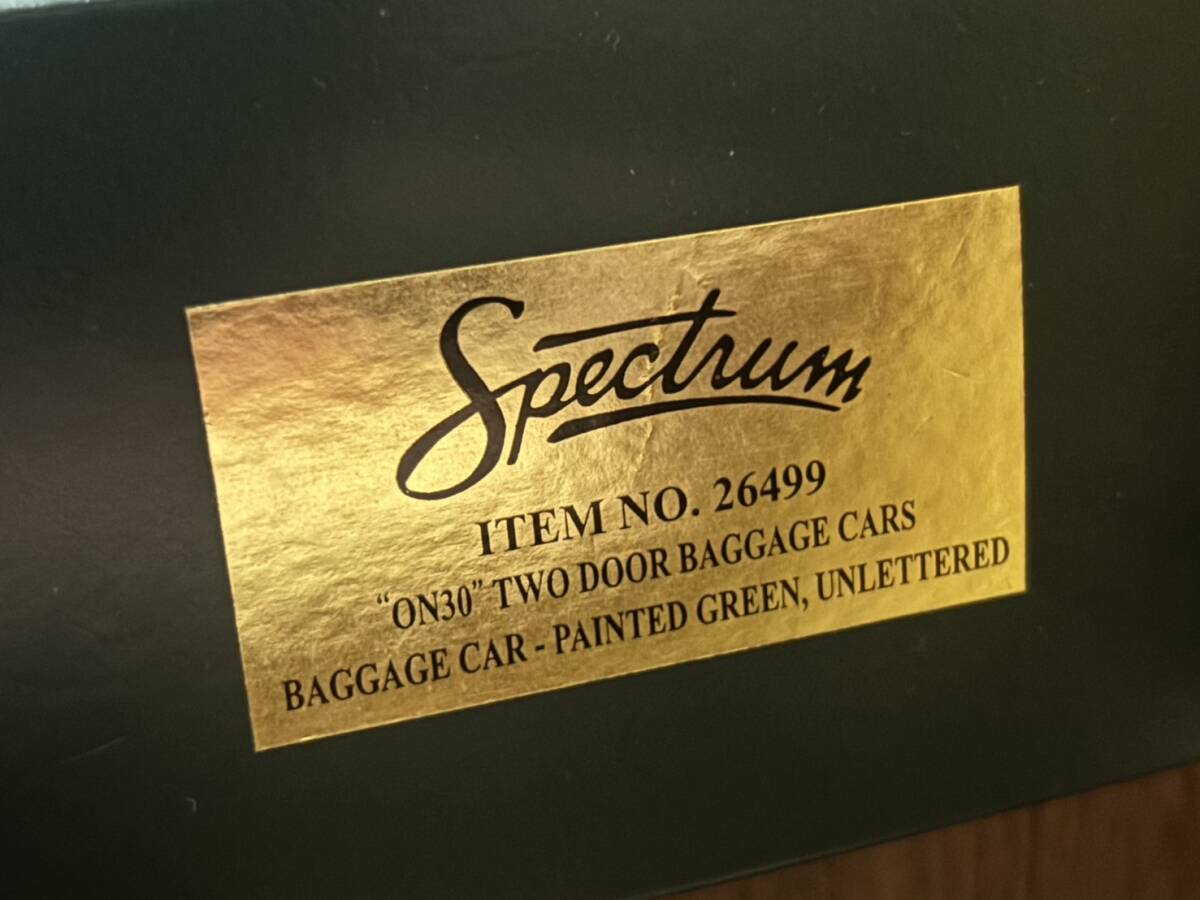 Spectrum
ITEM NO. 26499
“ON30” TWO DOOR BAGGAGE CARS
BAGGAGE CAR - PAINTED GREEN, UNLETTERED